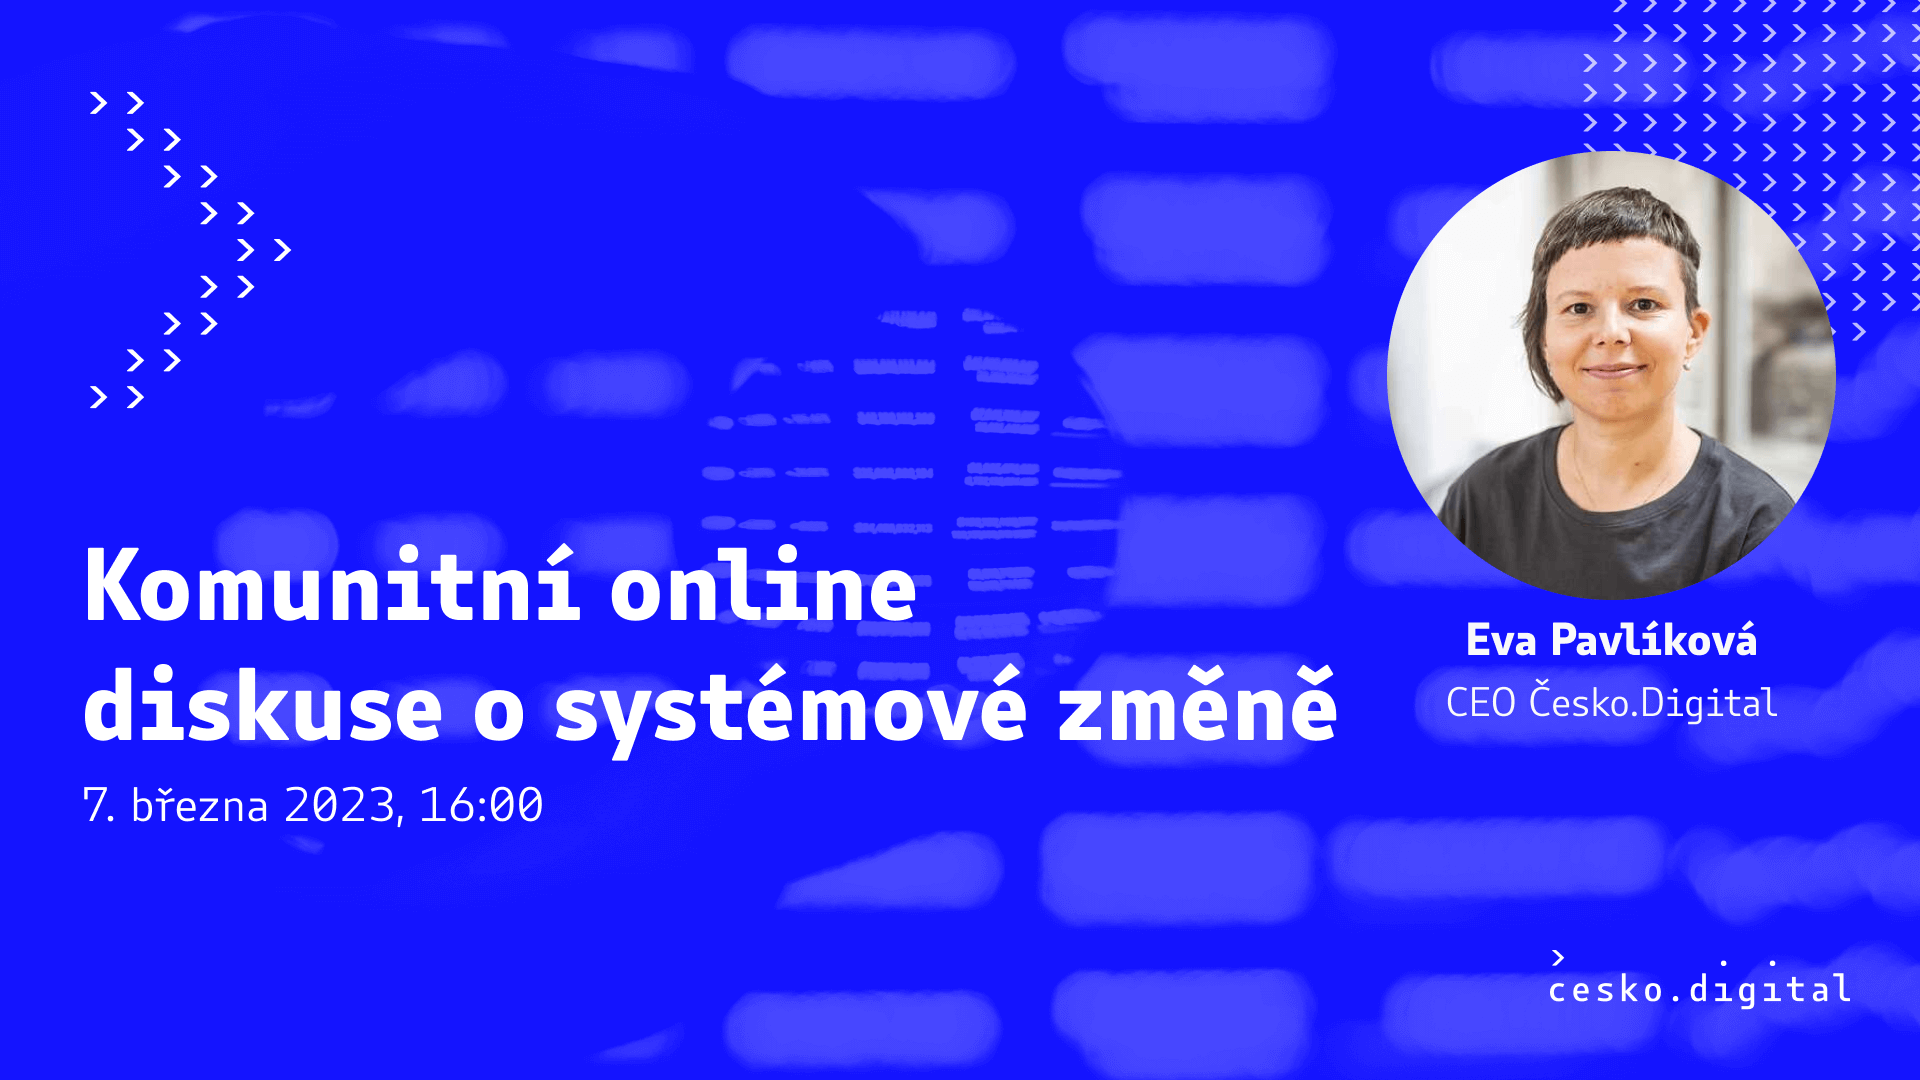 Komunitní online
diskuse o systémové změně
7. března 2023, 16:00
Eva Pavlíková
CEO Česko.Digital
cesko.digital